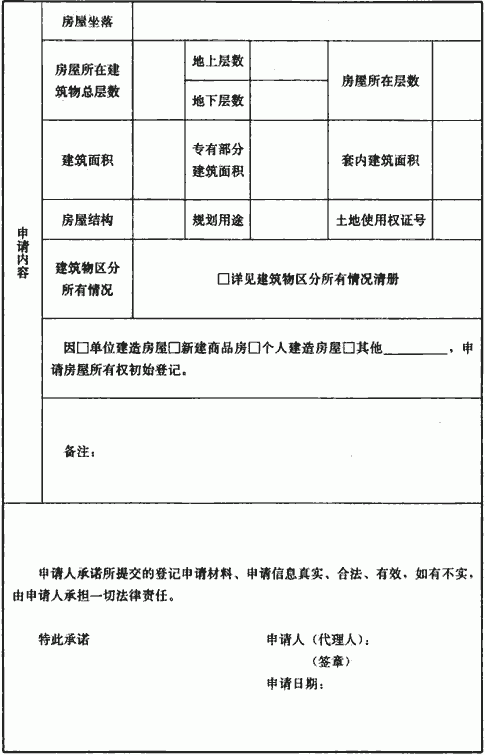 房屋坐落
房屋所在建
筑物总层数
地上层数
地下层数
房屋所在层数
建筑面积
专有部分
建筑面积
套内建筑面积
房屋结构
规划用途
土地使用权证号
申请内容
建筑物区分
所有情况
□详见建筑物区分所有情况清册
因□单位建造房屋□新建商品房□个人建造房屋□其他________，申
请房屋所有权初始登记。
备注：
申请人承诺所提交的登记申请材料、申请信息真实、合法、有效，如有不实，
由申请人承担一切法律责任。
特此承诺
申请人（代理人）：
（签章）
申请日期：